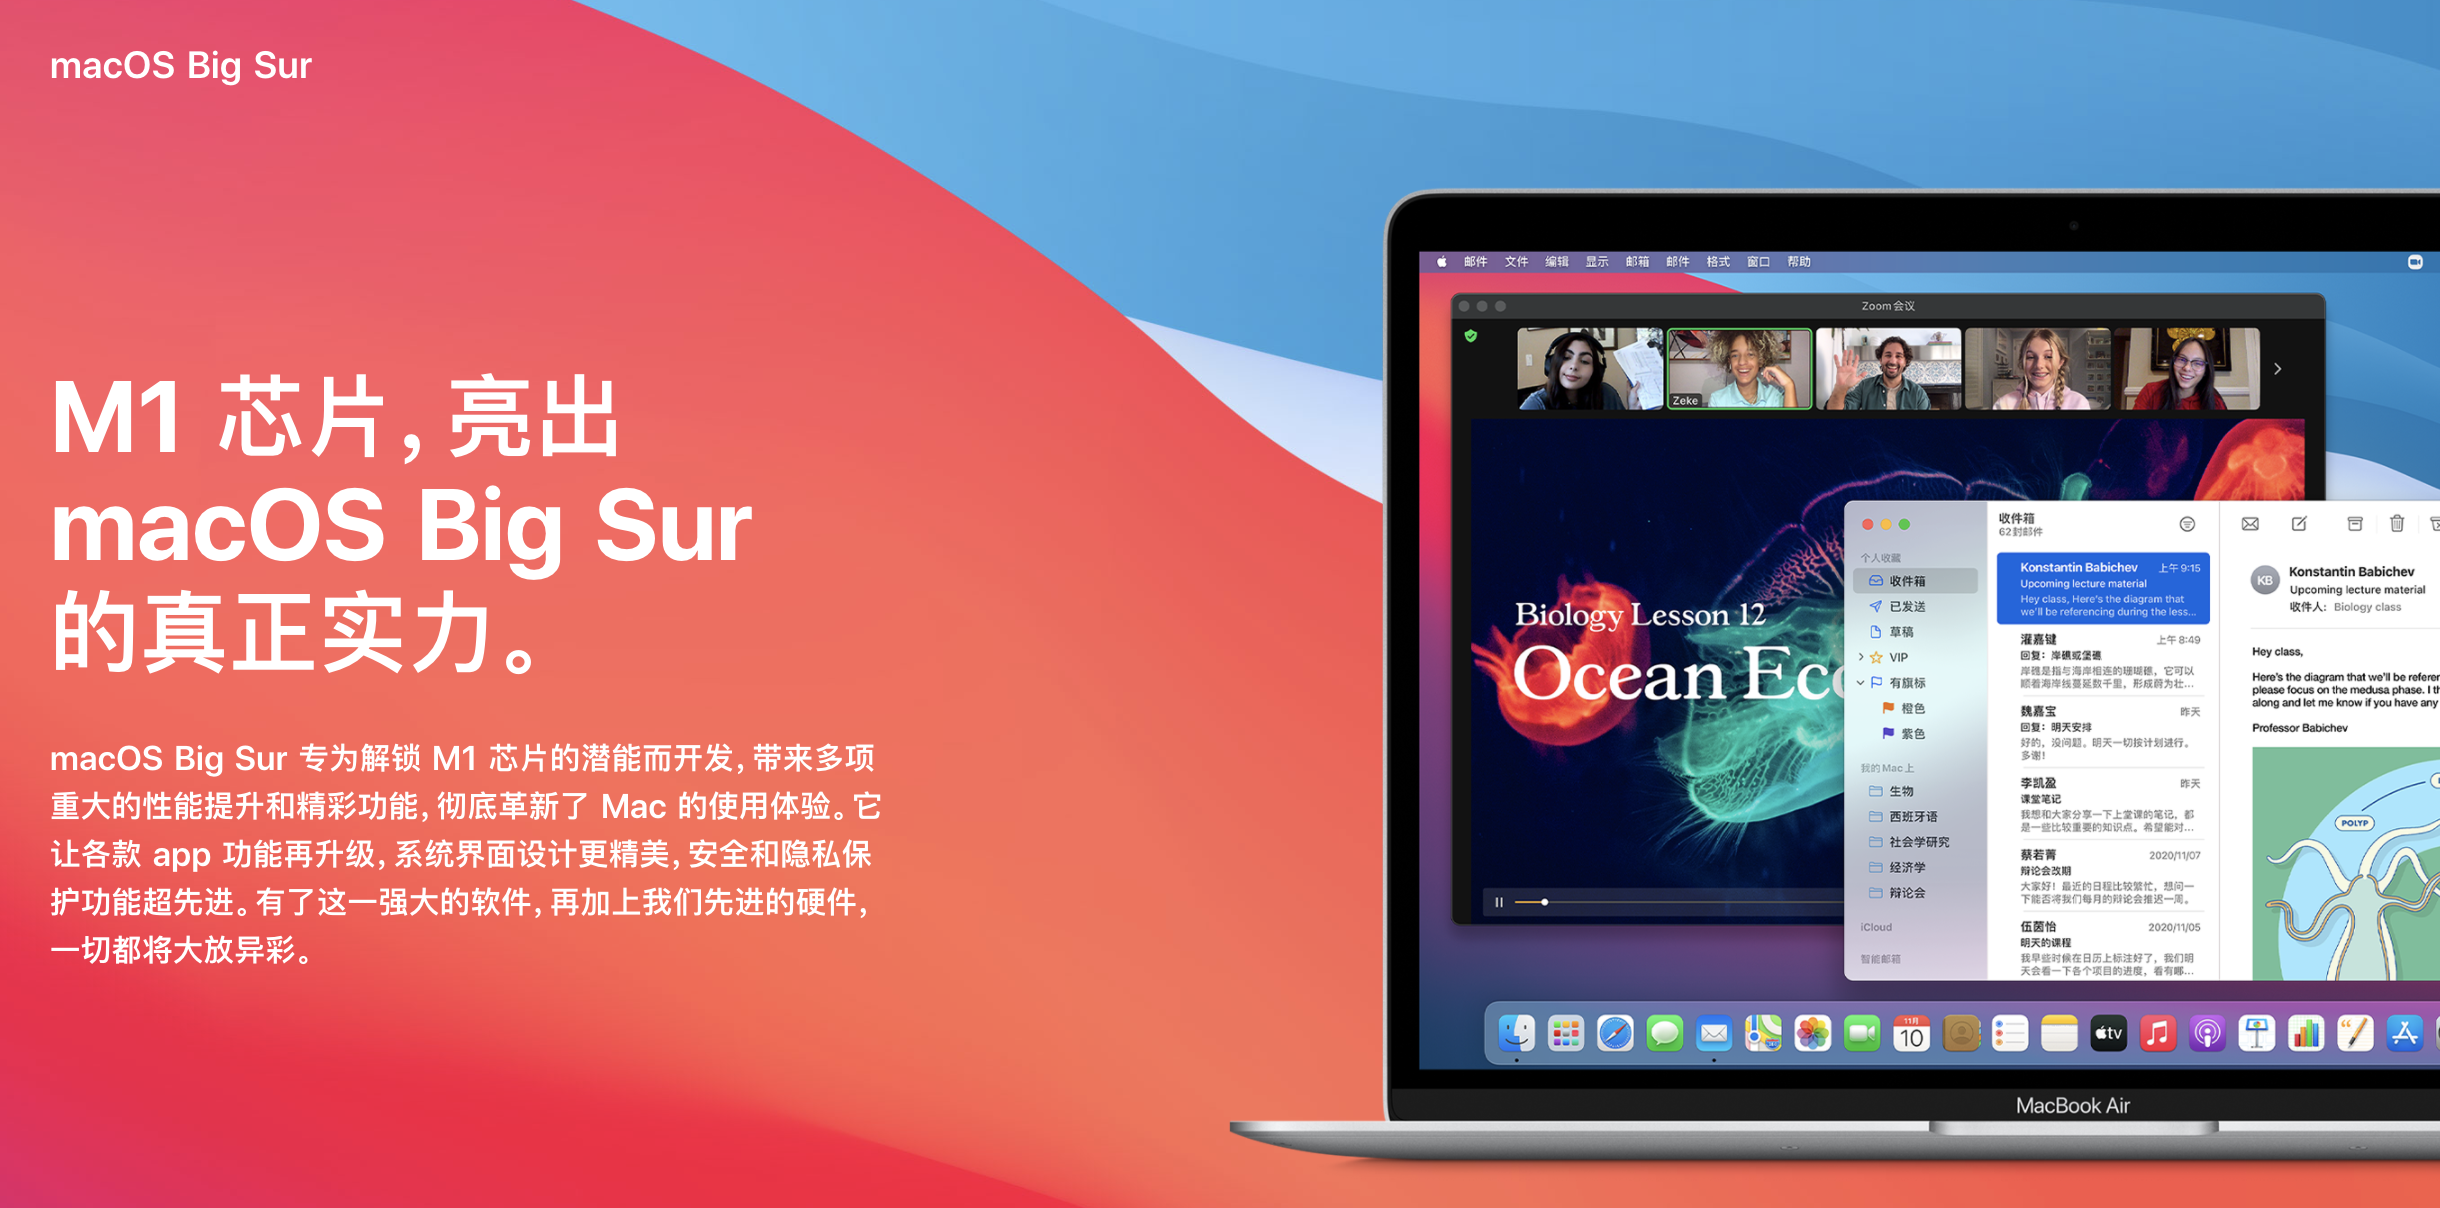 macOS Big Sur
M1 芯片，亮出
macOS Big Sur
的真正实力。
macOS Big Sur 专为解锁 M1 芯片的潜能而开发，带来多项
重大的性能提升和精彩功能，彻底革新了 Mac 的使用体验。它
让各款 app 功能再升级，系统界面设计更精美，安全和隐私保
护功能超先进。有了这一强大的软件，再加上我们先进的硬件，
一切都将大放异彩。
邮件 文件 编辑 显示 邮箱 邮件 格式 窗口 帮助
Zoom 会议
Zeke
Biology Lesson 12
Ocean Eco
个人收藏
收件箱
已发送
草稿
VIP
有旗标
橙色
紫色
我的 Mac 上
生物
西班牙语
社会学研究
经济学
辩论会
iCloud
智能邮箱
收件箱
62封邮件
Konstantin Babichev 上午 9:15
Upcoming lecture material
Hey class, Here's the diagram that
we'll be referencing during the less...
灌嘉键 上午 8:49
回复：岸礁或堡礁
岸礁是指与海岸相连的珊瑚礁，它可以
顺着海岸线蔓延数千里，形成蔚为壮...
魏嘉宝 昨天
回复：明天安排
好的，没问题。明天一切按计划进行。
多谢！
李凯盈 昨天
课堂笔记
我想和大家分享一下上堂课的笔记，都
是一些比较重要的知识点。希望能对...
蔡若菁 2020/11/07
辩论会改期
大家好！最近的日程比较繁忙，想问一
下能否将我们每月的辩论会推迟一周。
伍茵怡 2020/11/05
明天的课程
我早些时候在日历上标注好了，我们明
天会看一下各个项目的进度，看有哪...
KB
Konstantin Babichev
Upcoming lecture material
收件人： Biology class
Hey class,
Here's the diagram that we'll be refere
please focus on the medusa phase. I th
along and let me know if you have any
Professor Babichev
POLYP
11月
10
tv
MacBook Air